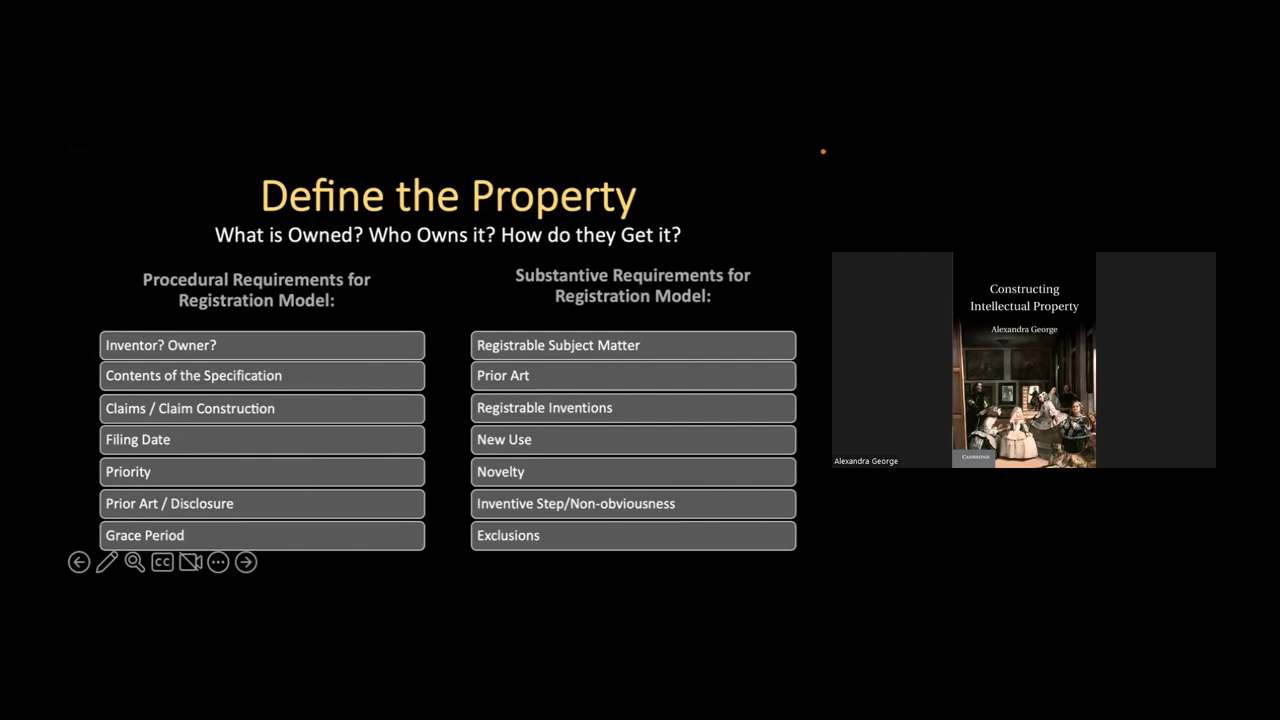 Define the Property
What is Owned? Who Owns it? How do they Get it?
Procedural Requirements for
Registration Model:
Inventor? Owner?
Contents of the Specification
Claims / Claim Construction
Filing Date
Priority
Prior Art / Disclosure
Grace Period
Substantive Requirements for
Registration Model:
Registrable Subject Matter
Prior Art
Registrable Inventions
New Use
Novelty
Inventive Step/Non-obviousness
Exclusions
CC
Constructing
Intellectual Property
Alexandra George
CAMBRIDGE
Alexandra George